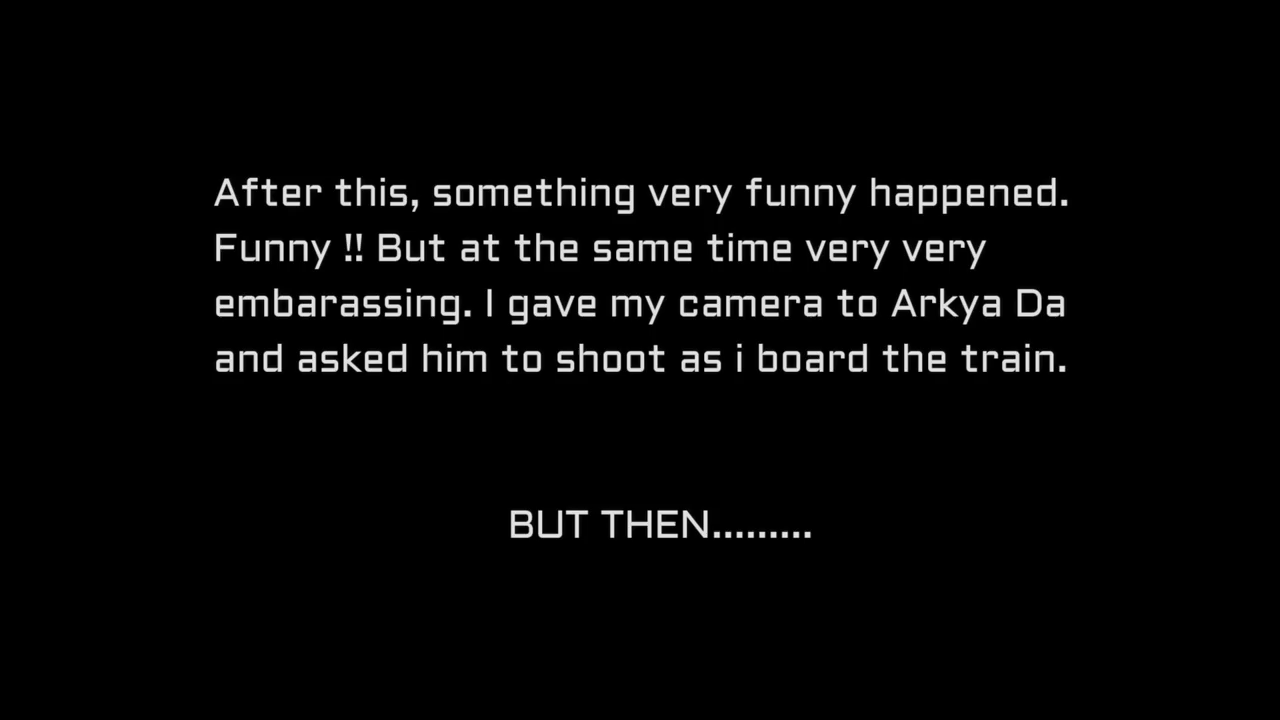 After this, something very funny happened.
Funny !! But at the same time very very
embarassing. I gave my camera to Arkya Da
and asked him to shoot as i board the train.
BUT THEN.........